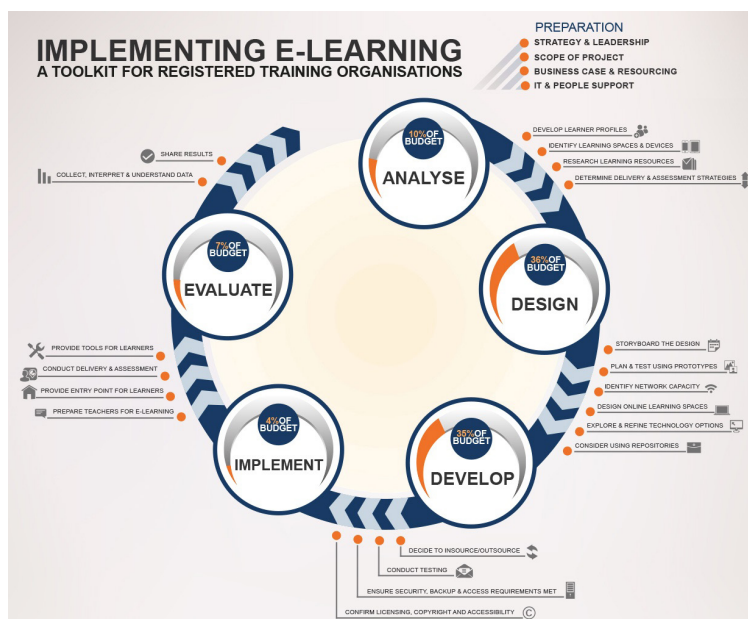 IMPLEMENTING E-LEARNING
A TOOLKIT FOR REGISTERED TRAINING ORGANISATIONS
PREPARATION
STRATEGY & LEADERSHIP
SCOPE OF PROJECT
BUSINESS CASE & RESOURCING
IT & PEOPLE SUPPORT
10% OF
BUDGET
ANALYSE
DEVELOP LEARNER PROFILES
IDENTIFY LEARNING SPACES & DEVICES
RESEARCH LEARNING RESOURCES
DETERMINE DELIVERY & ASSESSMENT STRATEGIES
36% OF
BUDGET
DESIGN
STORYBOARD THE DESIGN
PLAN & TEST USING PROTOTYPES
IDENTIFY NETWORK CAPACITY
DESIGN ONLINE LEARNING SPACES
EXPLORE & REFINE TECHNOLOGY OPTIONS
CONSIDER USING REPOSITORIES
35% OF
BUDGET
DEVELOP
DECIDE TO INSOURCE/OUTSOURCE
CONDUCT TESTING
ENSURE SECURITY, BACKUP & ACCESS REQUIREMENTS MET
CONFIRM LICENSING, COPYRIGHT AND ACCESSIBILITY ©
4% OF
BUDGET
IMPLEMENT
PROVIDE TOOLS FOR LEARNERS
CONDUCT DELIVERY & ASSESSMENT
PROVIDE ENTRY POINT FOR LEARNERS
PREPARE TEACHERS FOR E-LEARNING
7% OF
BUDGET
EVALUATE
SHARE RESULTS
COLLECT, INTERPRET & UNDERSTAND DATA